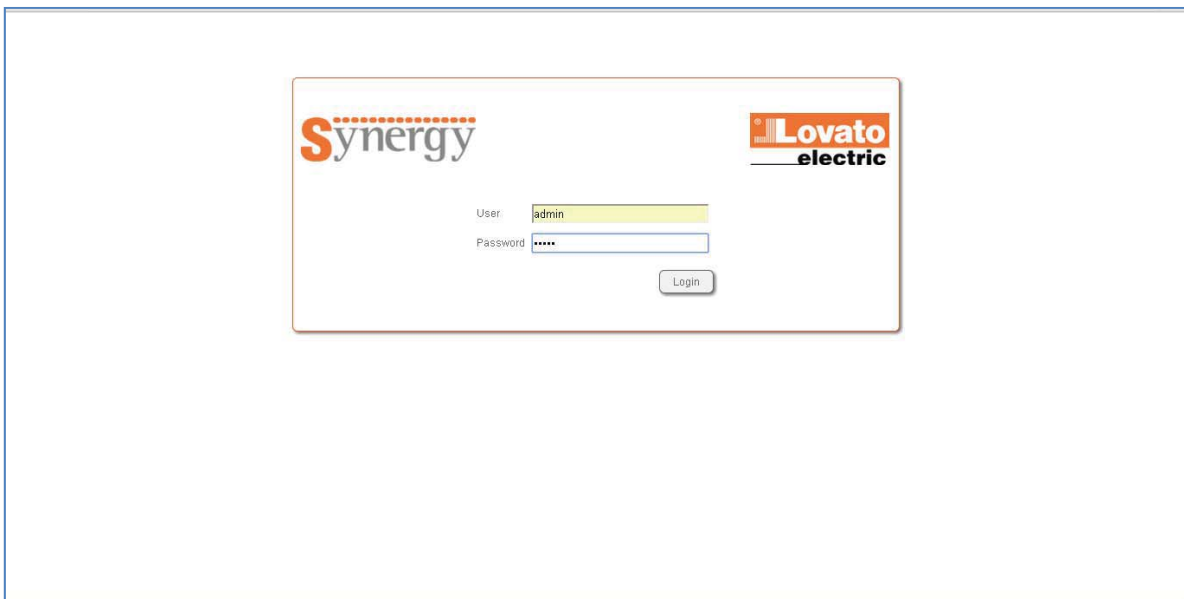 Synergy
Lovato
electric
User admin
Password •••••
Login